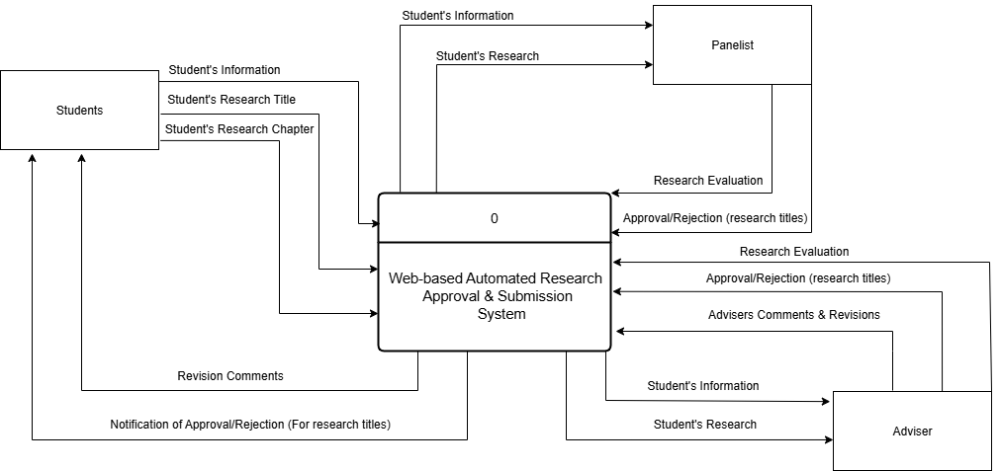 Student's Information
Student's Research
Panelist
Student's Information
Student's Research Title
Student's Research Chapter
Students
Research Evaluation
Approval/Rejection (research titles)
0
Web-based Automated Research
Approval & Submission
System
Research Evaluation
Approval/Rejection (research titles)
Advisers Comments & Revisions
Revision Comments
Student's Information
Notification of Approval/Rejection (For research titles)
Student's Research
Adviser